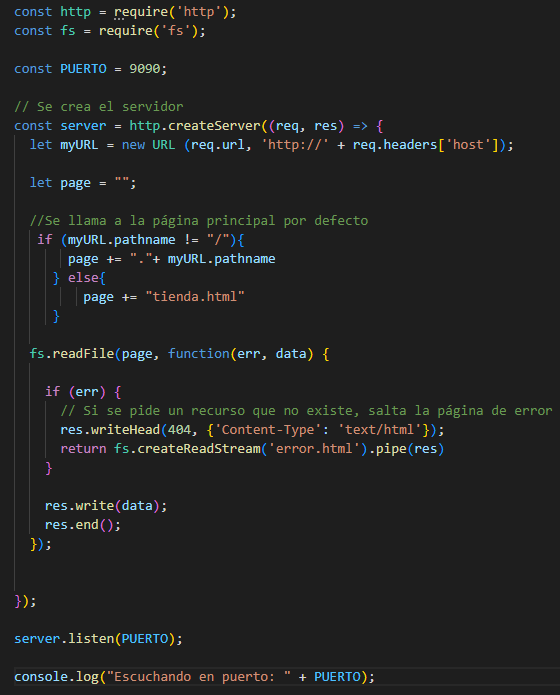 const http = require('http');
const fs = require('fs');
const PUERTO = 9090;
// Se crea el servidor
const server = http.createServer((req, res) => {
let myURL = new URL (req.url, 'http://' + req.headers['host']);
let page = "";
//Se llama a la página principal por defecto
if (myURL.pathname != "/"){
page += "."+ myURL.pathname
} else{
page += "tienda.html"
}
fs.readFile(page, function(err, data) {
if (err) {
// Si se pide un recurso que no existe, salta la página de error
res.writeHead(404, {'Content-Type': 'text/html'});
return fs.createReadStream('error.html').pipe(res)
}
res.write(data);
res.end();
});
});
server.listen(PUERTO);
console.log("Escuchando en puerto: " + PUERTO);